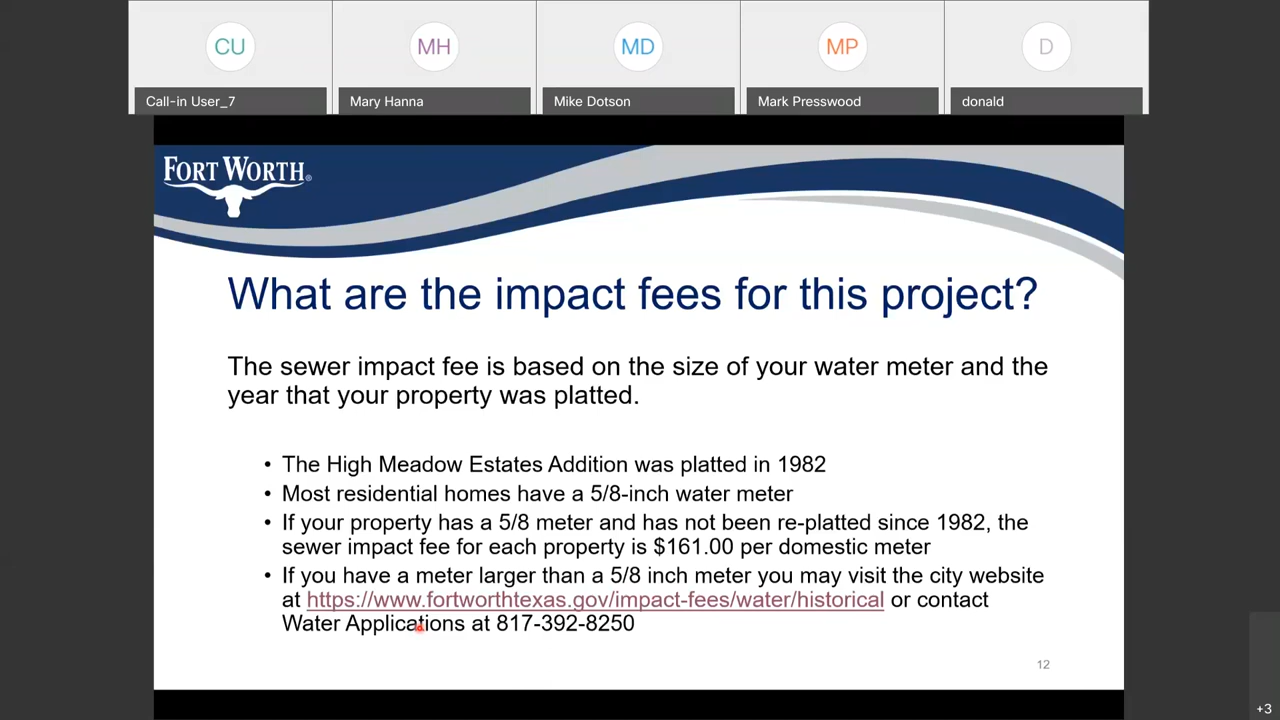 CU
MH
MD
MP
D
Call-in User_7
Mary Hanna
Mike Dotson
Mark Presswood
donald
FORT WORTH®
What are the impact fees for this project?
The sewer impact fee is based on the size of your water meter and the
year that your property was platted.
• The High Meadow Estates Addition was platted in 1982
• Most residential homes have a 5/8-inch water meter
• If your property has a 5/8 meter and has not been re-platted since 1982, the
sewer impact fee for each property is $161.00 per domestic meter
• If you have a meter larger than a 5/8 inch meter you may visit the city website
at https://www.fortworthtexas.gov/impact-fees/water/historical or contact
Water Applications at 817-392-8250
12
+3